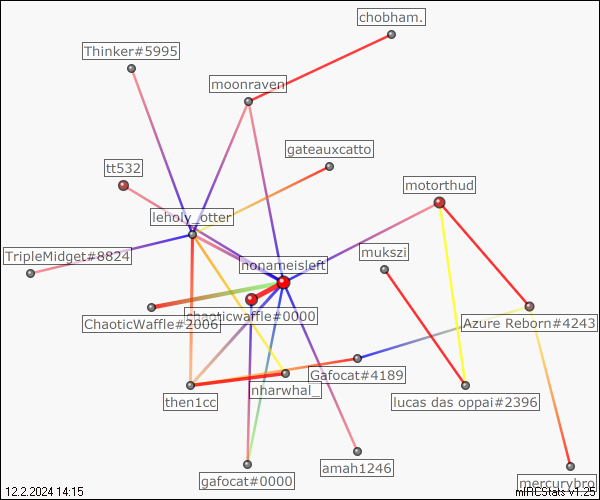 chobham.
Thinker#5995
moonraven
gateauxcatto
tt532
motorthud
leholy_otter
mukszi
TripleMidget#8824
nonameisleft
chaoticwaffle#0000
ChaoticWaffle#2006
Azure Reborn#4243
Gafocat#4189
nharwhal_
then1cc
lucas das oppai#2396
amah1246
gafocat#0000
mercurybro
12.2.2024 14:15
mIRCStats v1.25